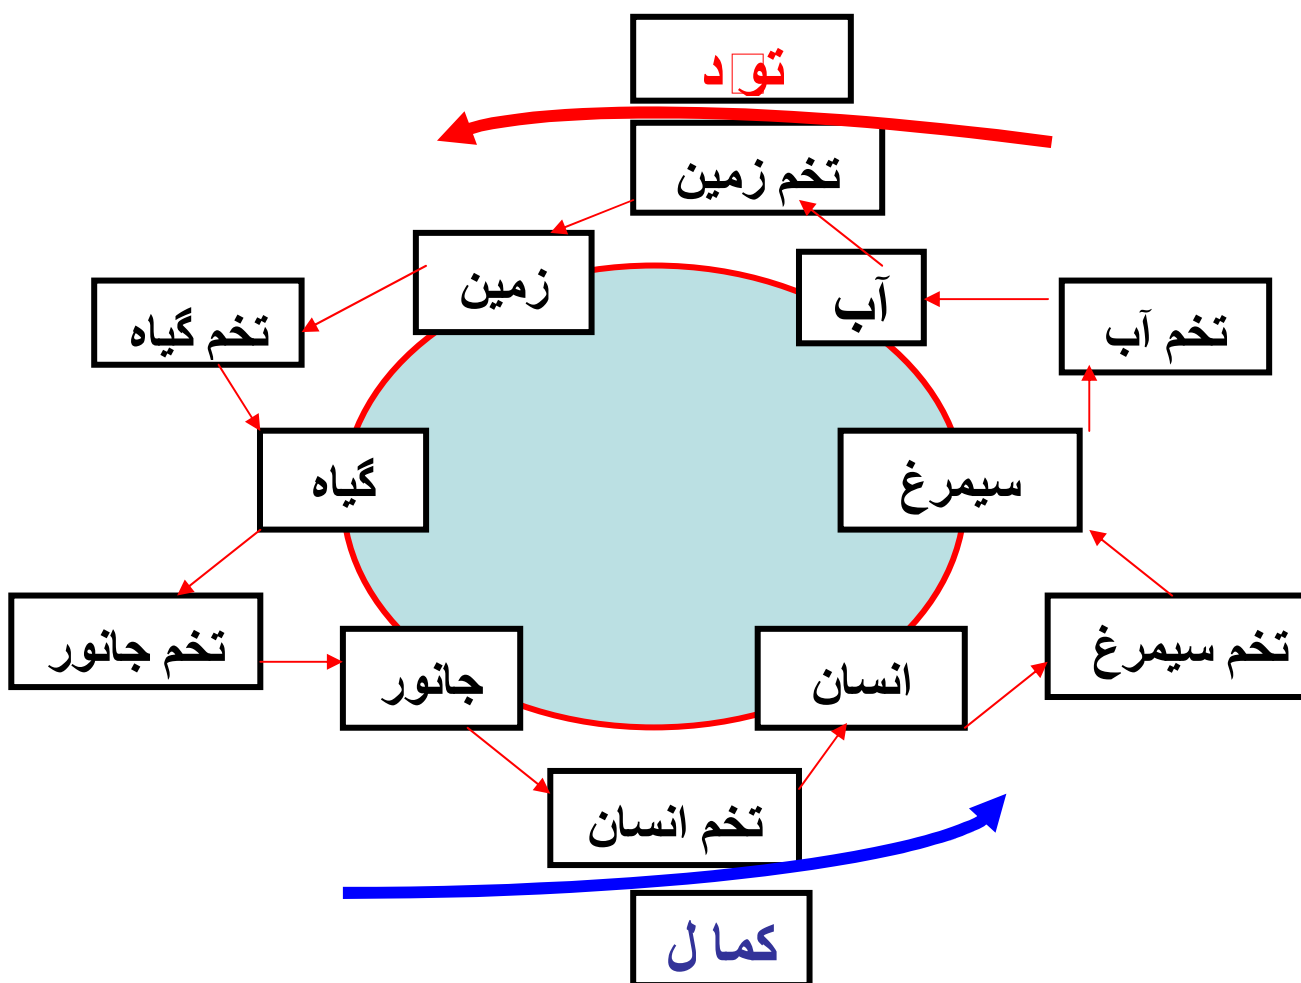 تخم زمین
زمین
آب
تخم گیاه
تخم آب
گیاه
سیمرغ
تخم جانور
تخم سیمرغ
جانور
انسان
تخم انسان
کما ل